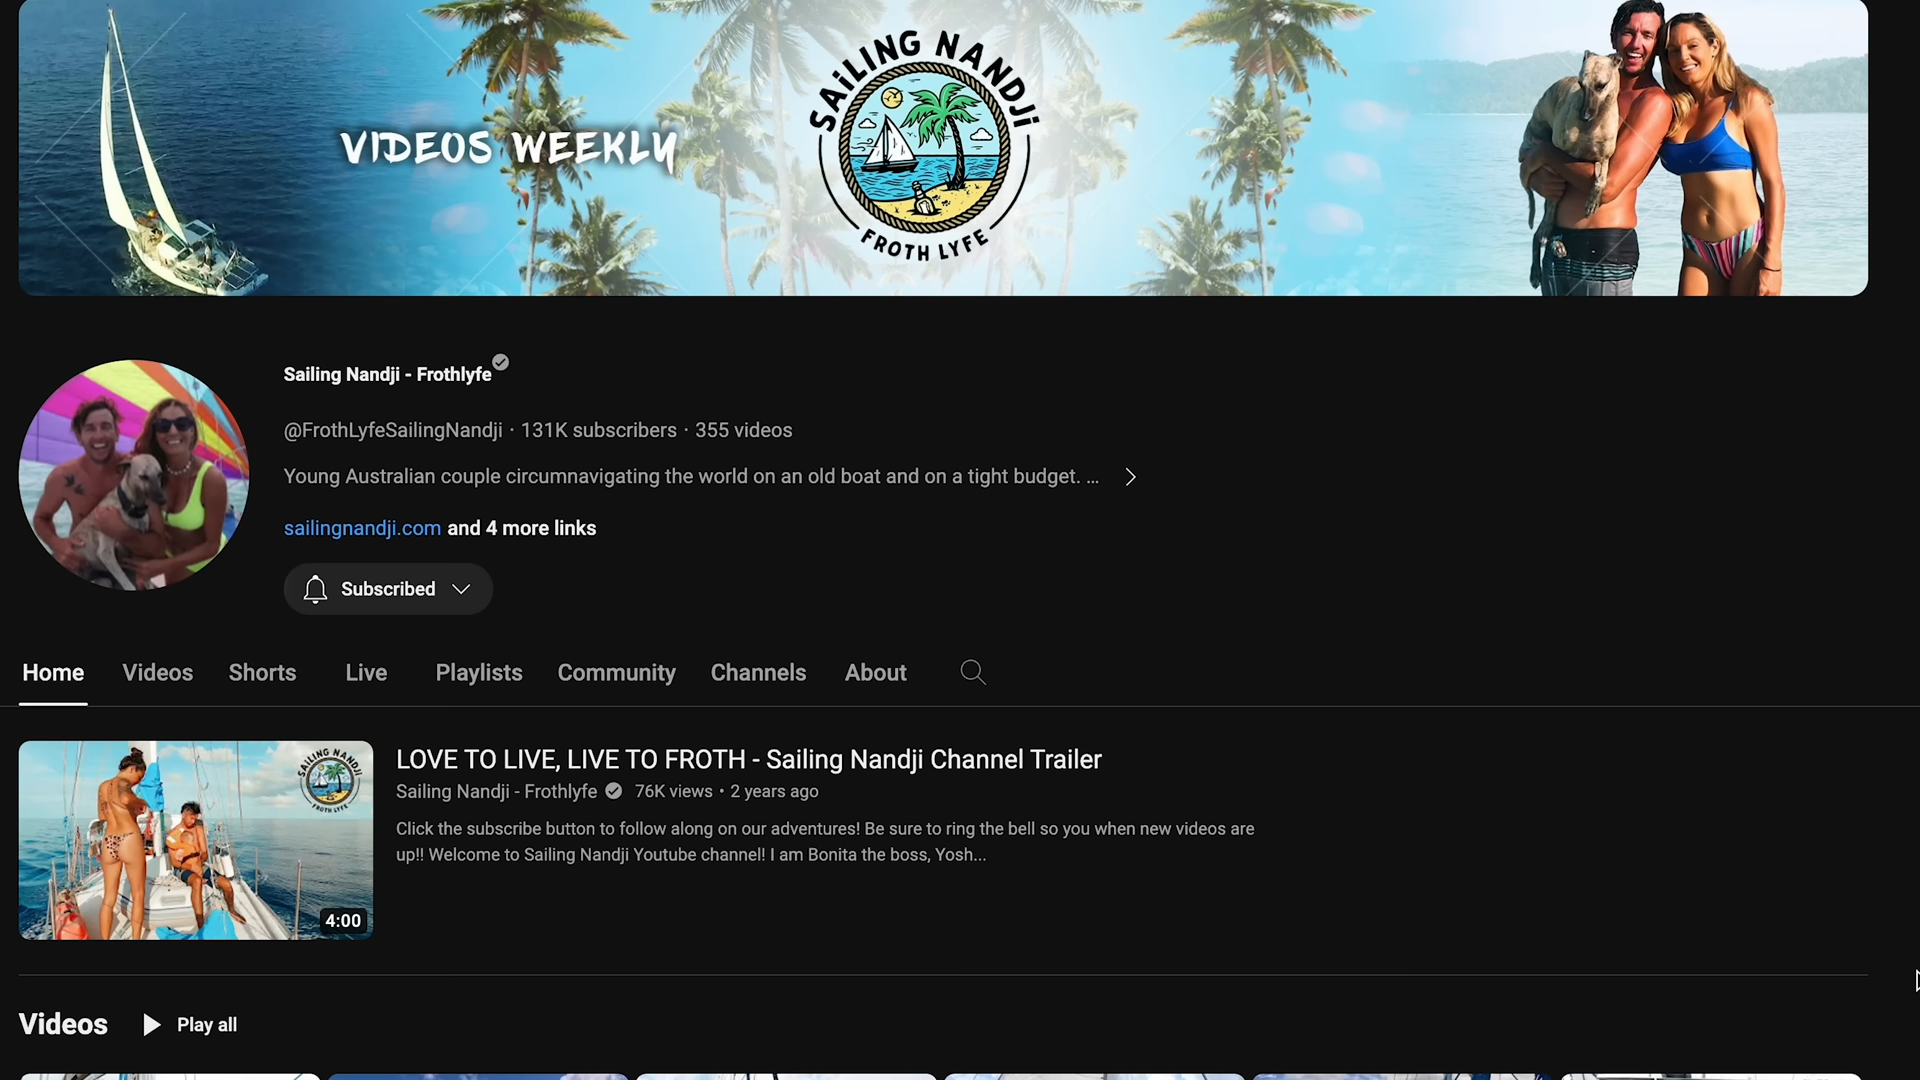 SAiLING NANDJi
VIDEOS WEEKLY
FROTH LYFE
Sailing Nandji - Frothlyfe
@FrothLyfeSailingNandji · 131K subscribers · 355 videos
Young Australian couple circumnavigating the world on an old boat and on a tight budget. ...
sailingnandji.com and 4 more links
Subscribed
Home Videos Shorts Live Playlists Community Channels About
SAILING NANDJI
FROTH LYFE
4:00
LOVE TO LIVE, LIVE TO FROTH - Sailing Nandji Channel Trailer
Sailing Nandji - Frothlyfe 76K views • 2 years ago
Click the subscribe button to follow along on our adventures! Be sure to ring the bell so you when new videos are
up!! Welcome to Sailing Nandji Youtube channel! I am Bonita the boss, Yosh...
Videos Play all